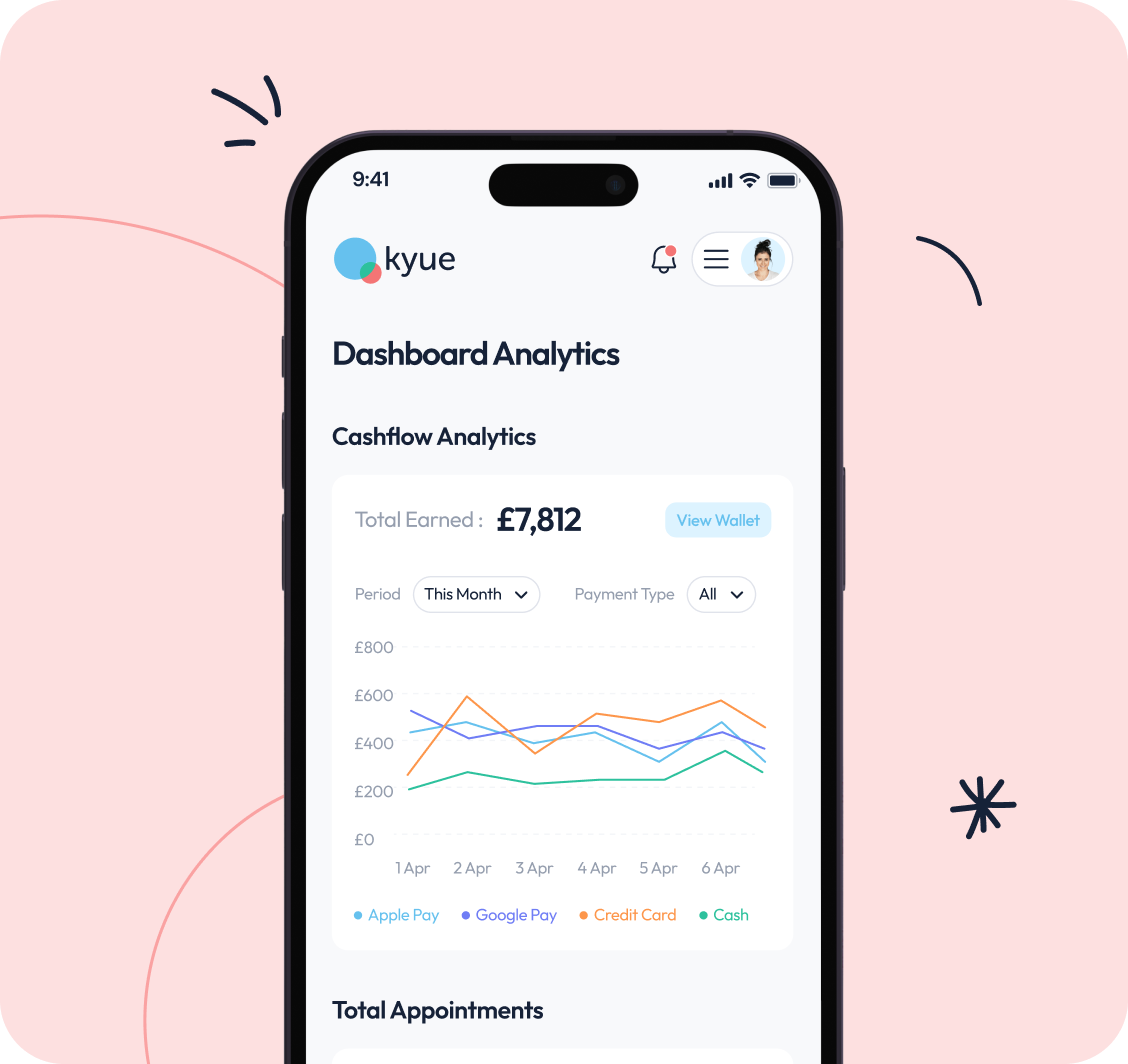 9:41
kyue
Dashboard Analytics
Cashflow Analytics
Total Earned : £7,812 View Wallet
Period This Month Payment Type All
£800
£600
£400
£200
£0
1 Apr 2 Apr 3 Apr 4 Apr 5 Apr 6 Apr
Apple Pay Google Pay Credit Card Cash
Total Appointments